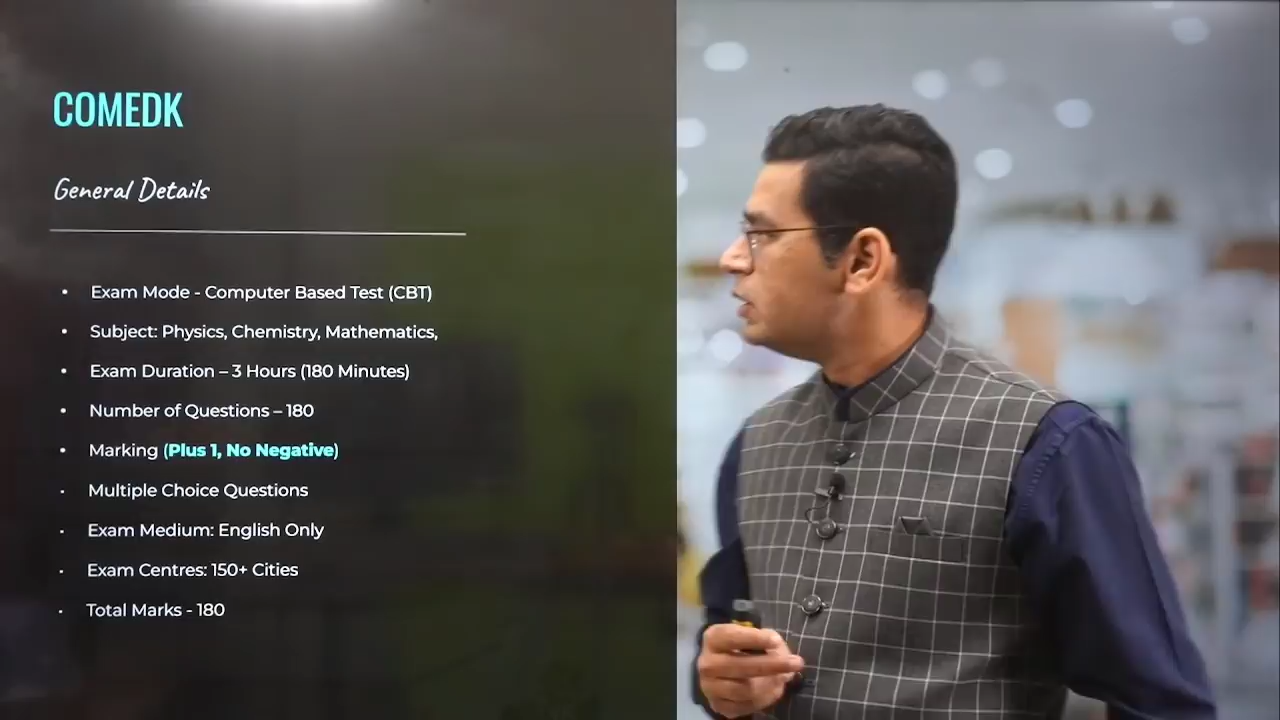 COMEDK
General Details
• Exam Mode - Computer Based Test (CBT)
• Subject: Physics, Chemistry, Mathematics,
• Exam Duration – 3 Hours (180 Minutes)
• Number of Questions – 180
• Marking (Plus 1, No Negative)
• Multiple Choice Questions
• Exam Medium: English Only
• Exam Centres: 150+ Cities
• Total Marks - 180